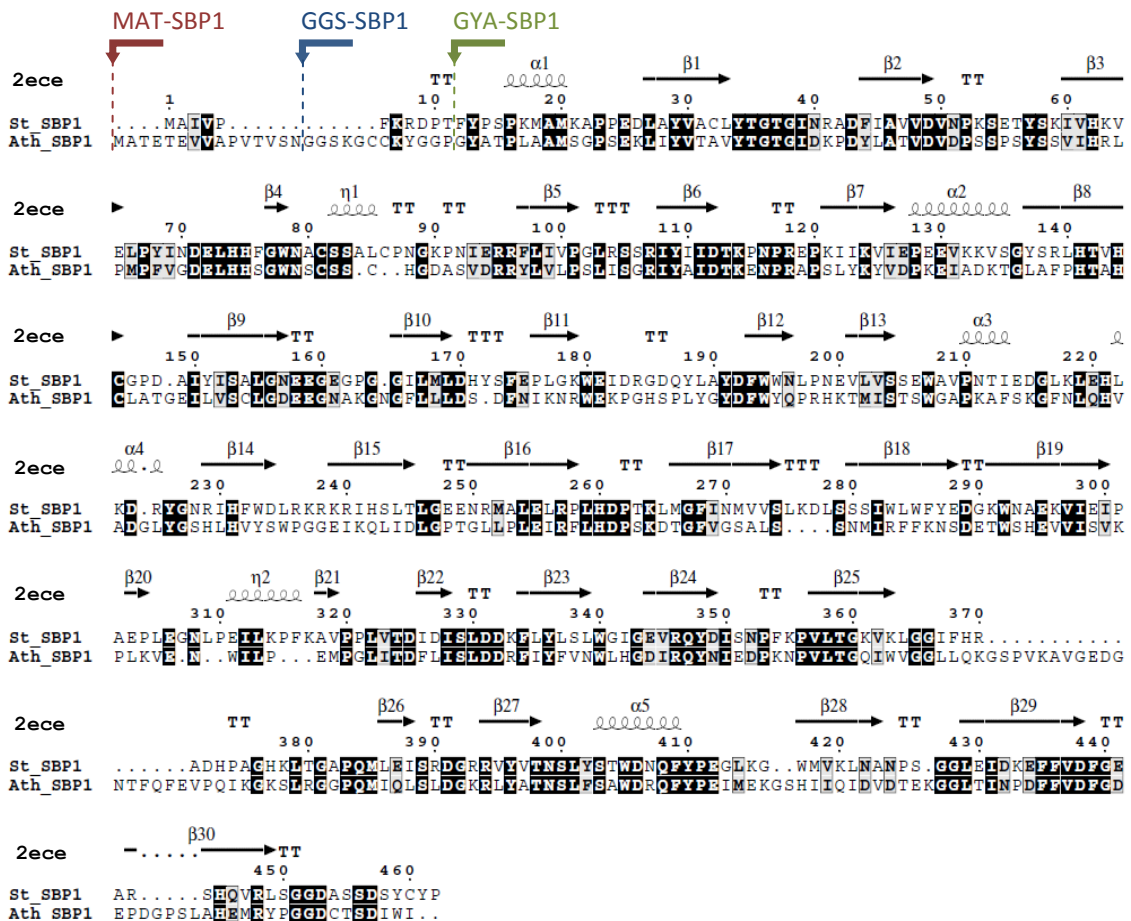 MAT-SBP1 GGS-SBP1 GYA-SBP1
2ece TT α1 β1 β2 TT β3
1 10 20 30 40 50 60
St_SBP1 ....MAIVP............FKRDPTFYPSPKMAMKAPPEDLAYVACLYTGTGINRADFIAVVDVNPKSETYSKIVHKV
Ath_SBP1 MATETEVVAPVTVSNGGSKGCCKYGGPGYATPLAAMSGPSEKLIYVTAVYTGTGIDKPDYLATVDVDPSSPSYSSVIHRL
2ece β4 η1 TT TT β5 TTT β6 TT β7 α2 β8
70 80 90 100 110 120 130 140
St_SBP1 ELPYINDELHHFGWNACSSALCPNGKPNIERRFLIVPGLRSSRIYIIDTKPNPREPKIIKVIEPEEVKKVSGYSRLHTVH
Ath_SBP1 PMPFVGDELHHSGWNSCSS.C..HGDASVDRRYLVLPSLISGRIYAIDTKENPRAPSLYKYVDPKEIADKTGLAFPHTAH
2ece β9 TT β10 TTT β11 TT β12 β13 α3
150 160 170 180 190 200 210 220
St_SBP1 CGPD.AIYISALGNEEGEGPG.GILMLDHYSFEPLGKWEIDRGDQYLAYDFWWNLPNEVLVSSEWAVPNTIEDGLKLEHL
Ath_SBP1 CLATGEILVSCLGDEEGNAKGNGFLLLDS.DFNIKNRWEKPGHSPLYGYDFWYQPRHKTMISTSWGAPKAFSKGFNLQHV
2ece α4 . β14 β15 TT β16 TT β17 TTT β18 TT β19
230 240 250 260 270 280 290 300
St_SBP1 KD.RYGNRIHFWDLRKRKRIHSLTLGEENRMALELRPLHDPTKLMGFINMVVSLKDLSSSIWLWFYEDGKWNAEKVIEIP
Ath_SBP1 ADGLYGSHLHVYSWPGGEIKQLIDLGPTGLLPLEIRFLHDPSKDTGFVGSALS....SNMIRFFKNSDETWSHEVVISVK
2ece β20 η2 β21 β22 TT β23 β24 TT β25
310 320 330 340 350 360 370
St_SBP1 AEPLEGNLPEILKPFKAVPPLVTDIDISLDDKFLYLSLWGIGEVRQYDISNPFKPVLTGKVKLGGIFHR...........
Ath_SBP1 PLKVE.N..WILP...EMPGLITDFLISLDDRFIYFVNWLHGDIRQYNIEDPKNPVLTGQIWVGGLLQKGSPVKAVGEDG
2ece TT β26 TT β27 α5 β28 TT β29 TT
380 390 400 410 420 430 440
St_SBP1 ......ADHPAGHKLTGAPQMLEISRDGRRVYVTNSLYSTWDNQFYPEGLKG..WMVKLNANPS.GGLEIDKEFFVDFGE
Ath_SBP1 NTFQFEVPQIKGKSLRGGPQMIQLSLDGKRLYATNSLFSAWDRQFYPEIMEKGSHIIQIDVDTEKGGLTINPDFFVDFGD
2ece ..... β30 TT
450 460
St_SBP1 AR.....SHQVRLSGGDASSDSYCYP
Ath_SBP1 EPDGPSLAHEMRYPGGDCTSDIWI..